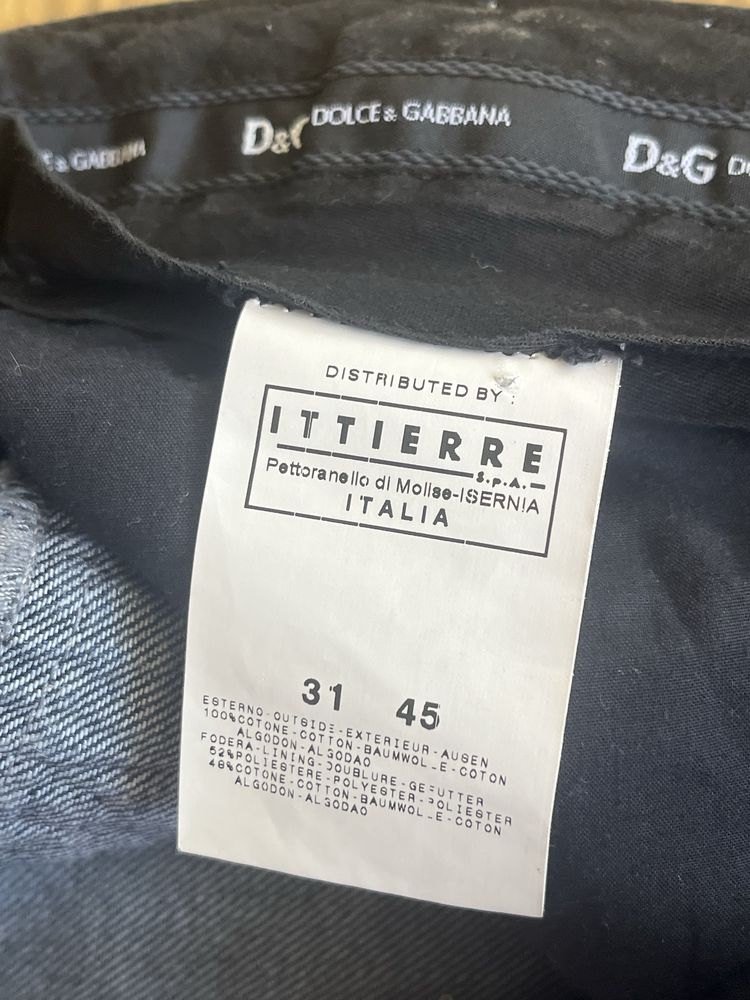 & GABBANA D&G DOLCE & GABBANA D&G
DISTRIBUTED BY :
ITTIERRE
S.p.A.
Pettoranello di Molise-ISERNIA
ITALIA
31 45
ESTERNO-OUTSIDE-EXTERIEUR-AUSEN
100%COTONE-COTTON-BAUMWOLLE-COTON
ALGODON-ALGODAO
FODERA-LINING-DOUBLURE-GEFUTTER
52%POLIESTERE-POLYESTER-POLIESTER
48%COTONE-COTTON-BAUMWOLLE-COTON
ALGODON-ALGODAO